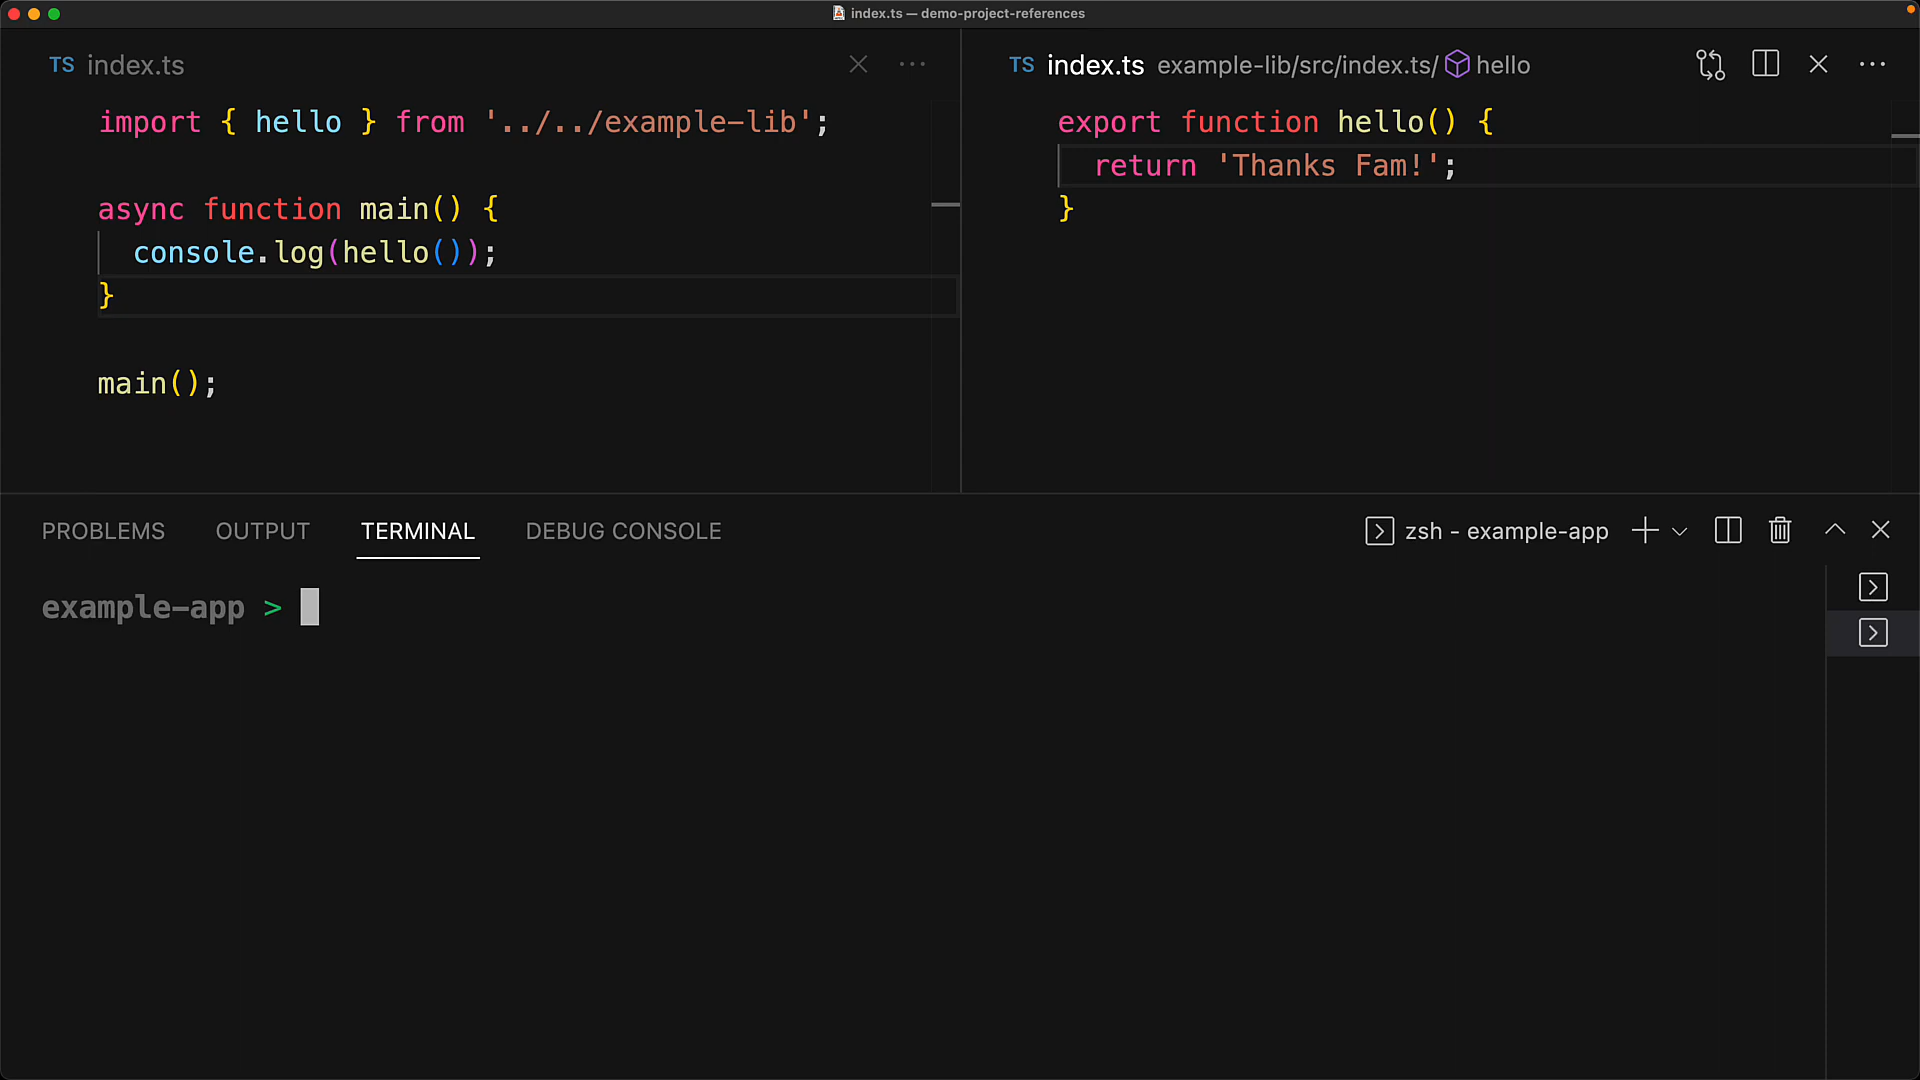 index.ts — demo-project-references
TS index.ts
import { hello } from '../../example-lib';
async function main() {
console.log(hello());
}
main();
TS index.ts example-lib/src/index.ts/ hello
export function hello() {
return 'Thanks Fam!';
}
PROBLEMS OUTPUT TERMINAL DEBUG CONSOLE
zsh - example-app
example-app >